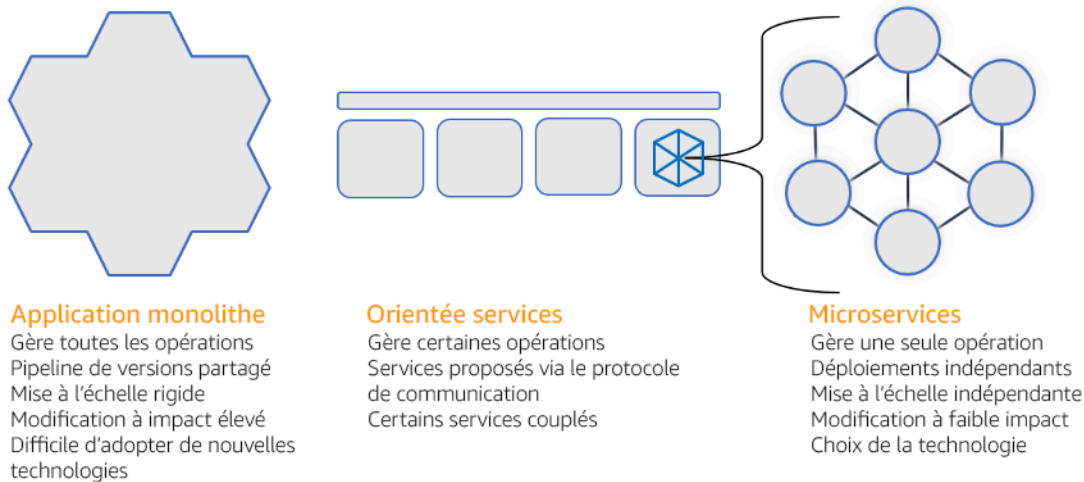 Application monolithe
Gère toutes les opérations
Pipeline de versions partagé
Mise à l’échelle rigide
Modification à impact élevé
Difficile d’adopter de nouvelles
technologies
Orientée services
Gère certaines opérations
Services proposés via le protocole
de communication
Certains services couplés
Microservices
Gère une seule opération
Déploiements indépendants
Mise à l’échelle indépendante
Modification à faible impact
Choix de la technologie